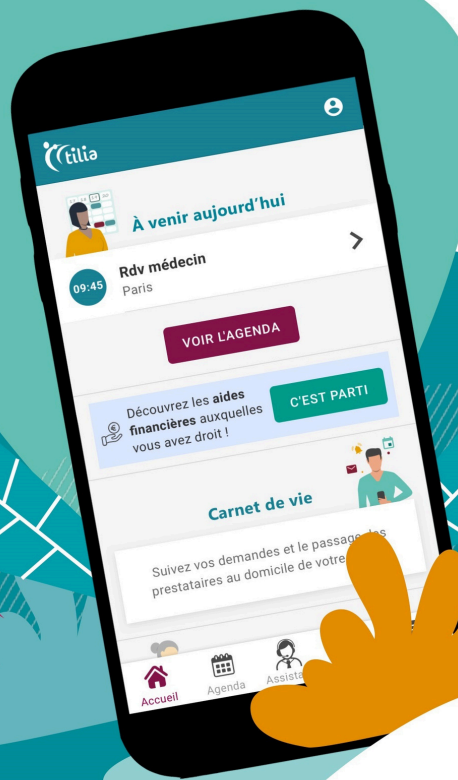 tilia
À venir aujourd'hui
09:45
Rdv médecin
Paris
VOIR L'AGENDA
Découvrez les aides
financières auxquelles
vous avez droit !
C'EST PARTI
Carnet de vie
Suivez vos demandes et le passage des
prestataires au domicile de votre
Accueil
Agenda